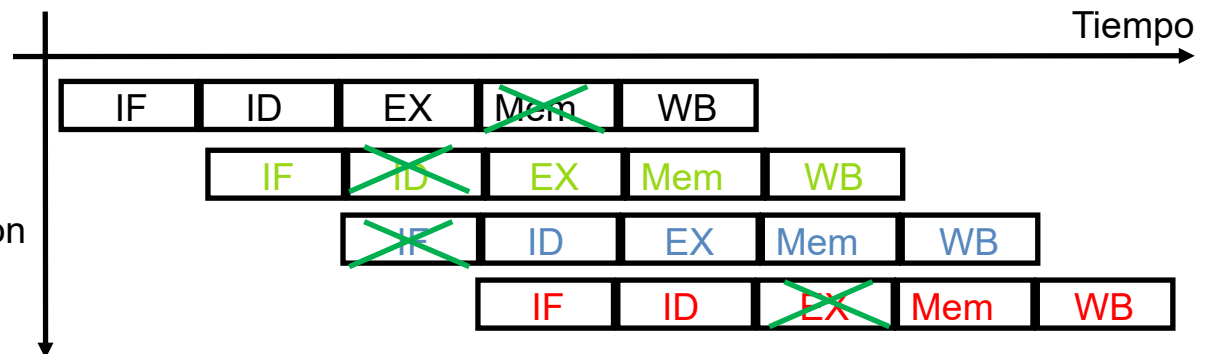 Tiempo
IF ID EX Mem WB
IF ID EX Mem WB
on
IF ID EX Mem WB
IF ID EX Mem WB